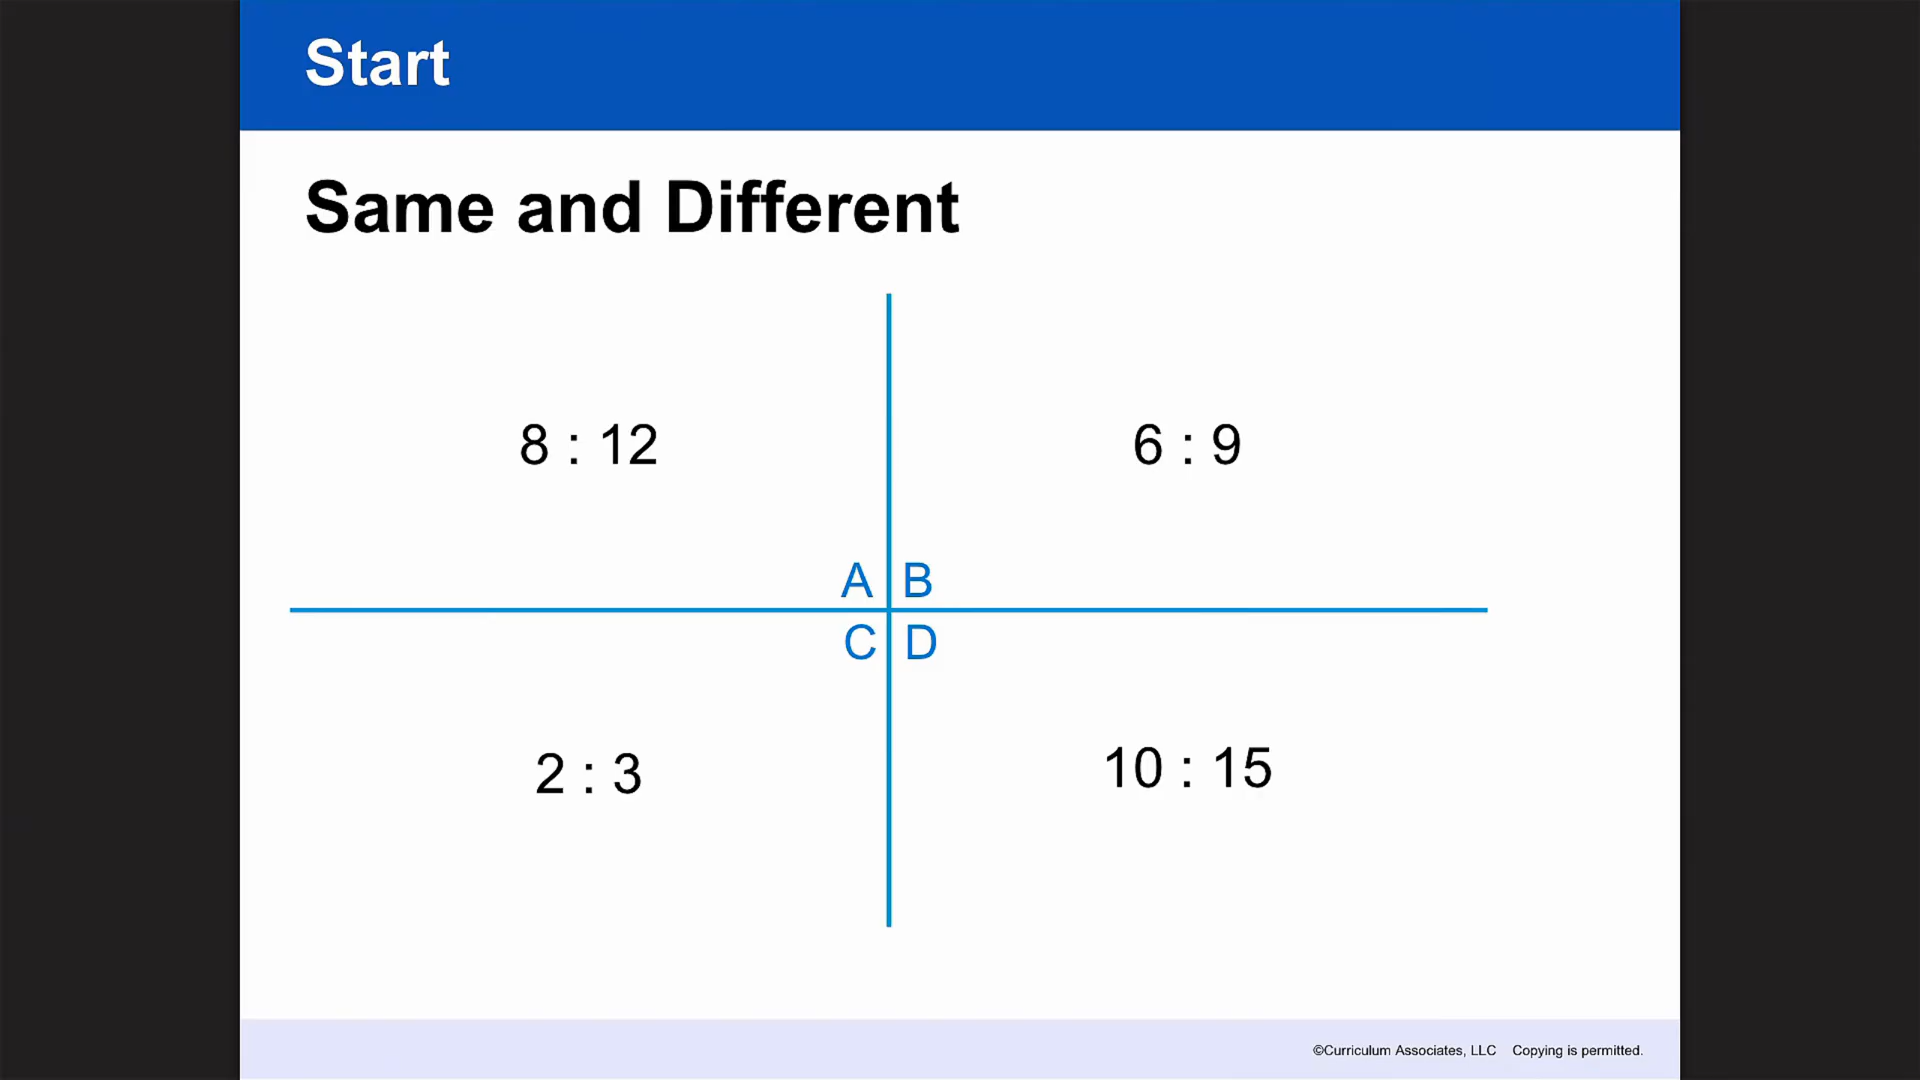 Start
Same and Different
8 : 12
6 : 9
A B
C D
2 : 3
10 : 15
©Curriculum Associates, LLC Copying is permitted.